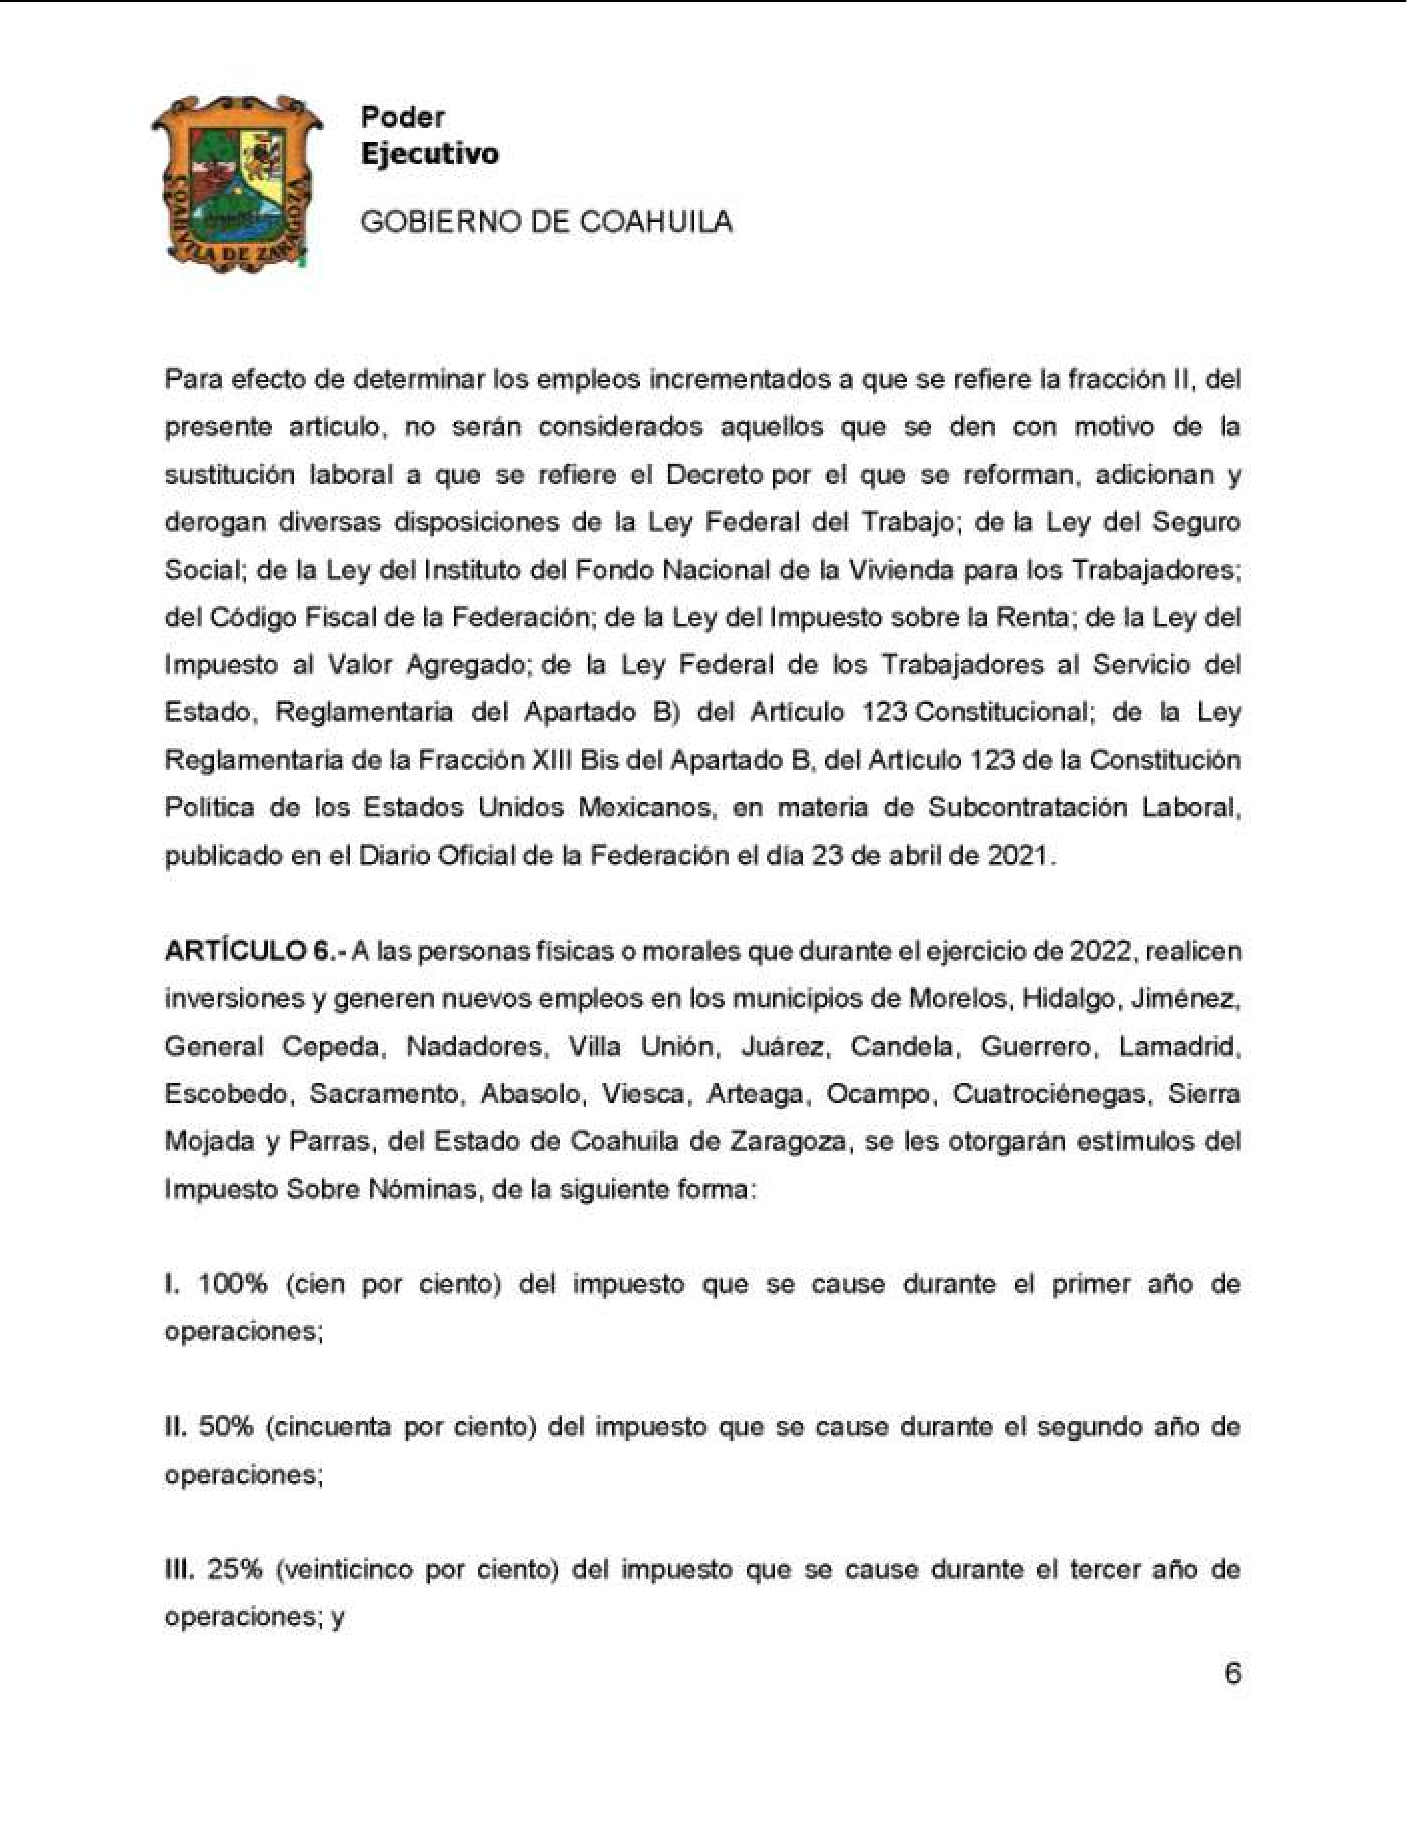 Poder
Ejecutivo
GOBIERNO DE COAHUILA
COAHVILA DE ZARAGOZA
Para efecto de determinar los empleos incrementados a que se refiere la fracción II, del
presente artículo, no serán considerados aquellos que se den con motivo de la
sustitución laboral a que se refiere el Decreto por el que se reforman, adicionan y
derogan diversas disposiciones de la Ley Federal del Trabajo; de la Ley del Seguro
Social; de la Ley del Instituto del Fondo Nacional de la Vivienda para los Trabajadores;
del Código Fiscal de la Federación; de la Ley del Impuesto sobre la Renta; de la Ley del
Impuesto al Valor Agregado; de la Ley Federal de los Trabajadores al Servicio del
Estado, Reglamentaria del Apartado B) del Artículo 123 Constitucional; de la Ley
Reglamentaria de la Fracción XIII Bis del Apartado B, del Artículo 123 de la Constitución
Política de los Estados Unidos Mexicanos, en materia de Subcontratación Laboral,
publicado en el Diario Oficial de la Federación el día 23 de abril de 2021.
ARTÍCULO 6.- A las personas físicas o morales que durante el ejercicio de 2022, realicen
inversiones y generen nuevos empleos en los municipios de Morelos, Hidalgo, Jiménez,
General Cepeda, Nadadores, Villa Unión, Juárez, Candela, Guerrero, Lamadrid,
Escobedo, Sacramento, Abasolo, Viesca, Arteaga, Ocampo, Cuatrociénegas, Sierra
Mojada y Parras, del Estado de Coahuila de Zaragoza, se les otorgarán estímulos del
Impuesto Sobre Nóminas, de la siguiente forma:
I. 100% (cien por ciento) del impuesto que se cause durante el primer año de
operaciones;
II. 50% (cincuenta por ciento) del impuesto que se cause durante el segundo año de
operaciones;
III. 25% (veinticinco por ciento) del impuesto que se cause durante el tercer año de
operaciones; y
6